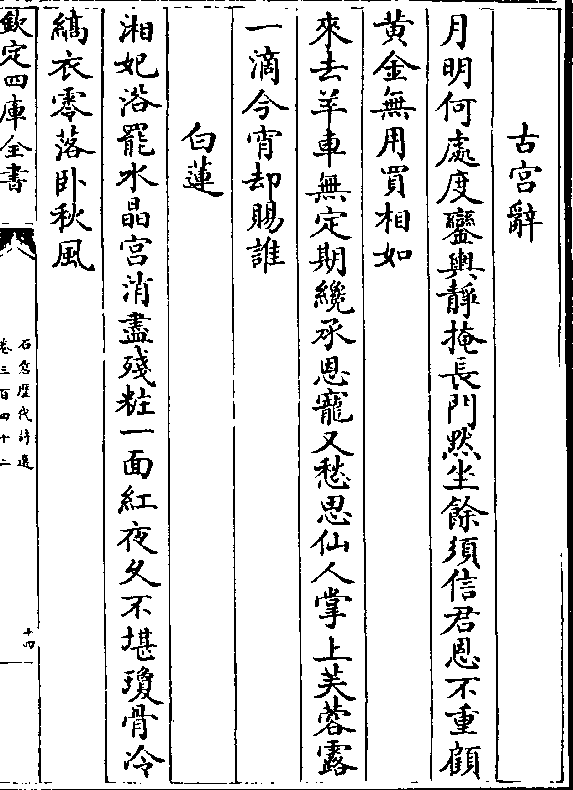 古宫辭
月明何處度鑾輿靜掩長門黙坐餘須信君恩不重顧
黄金無用買相如
來去羊車無定期纔承恩寵又愁思仙人掌上芙蓉露
一滴今宵却賜誰
白蓮
湘妃浴罷水晶宫消盡殘粧一面紅夜久不堪瓊骨冷
縞衣零落卧秋風
欽定四庫全書
石倉歴代詩選
卷三百四十二
十四